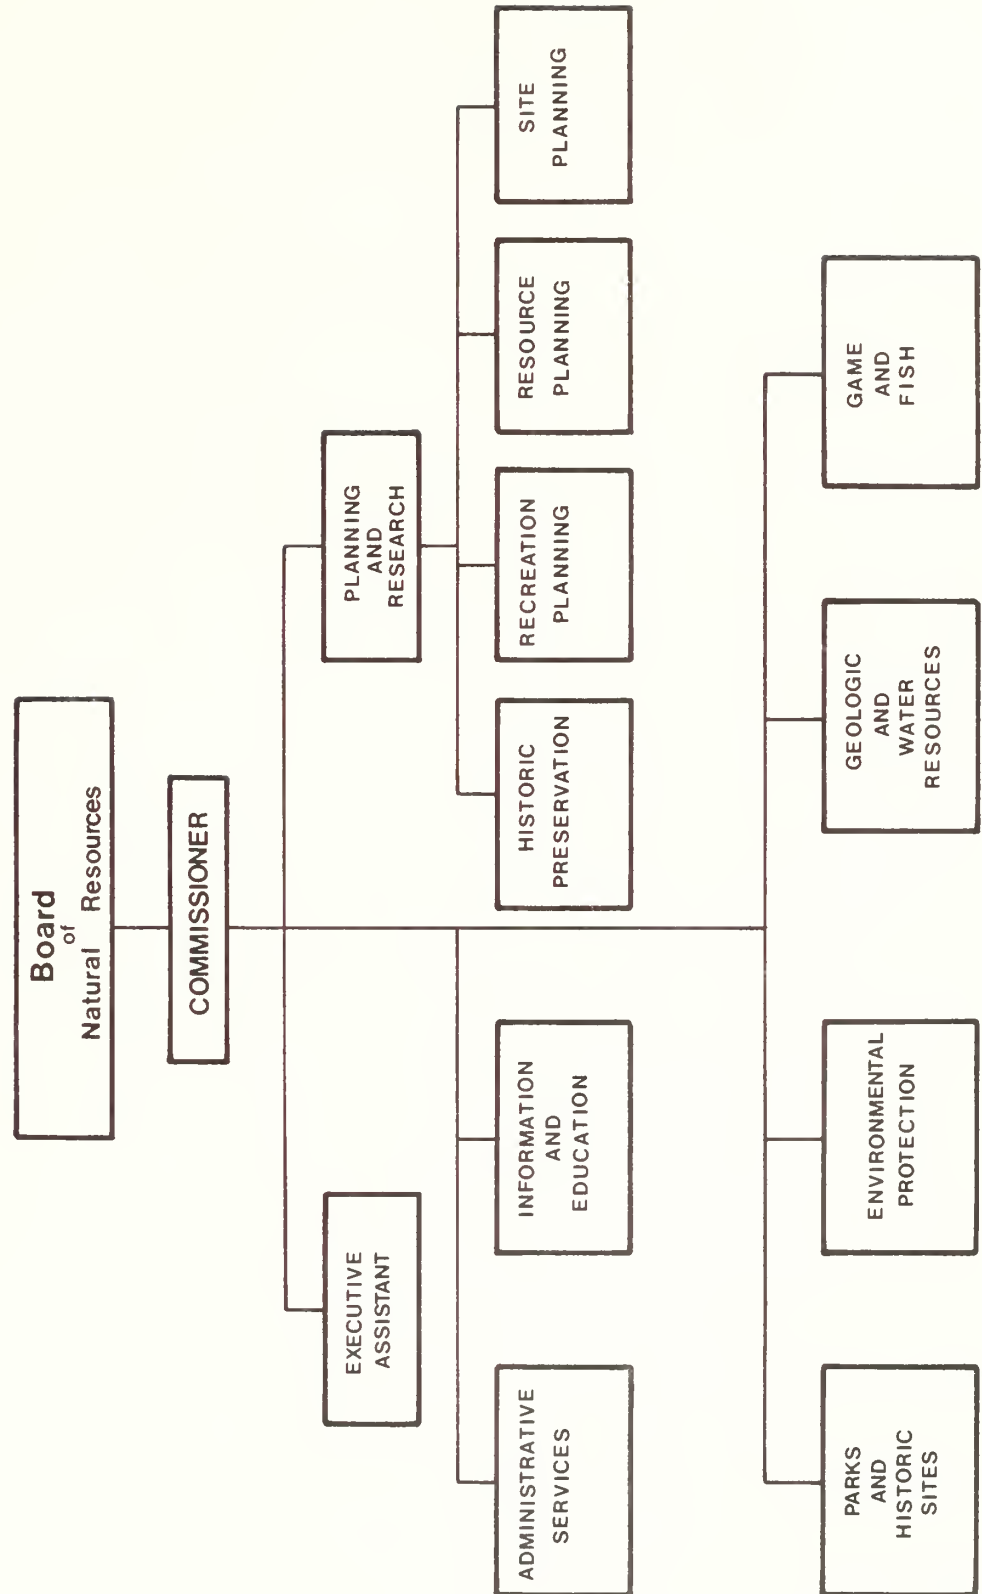 Board
of
Natural Resources
COMMISSIONER
EXECUTIVE
ASSISTANT
PLANNING
AND
RESEARCH
ADMINISTRATIVE
SERVICES
INFORMATION
AND
EDUCATION
HISTORIC
PRESERVATION
RECREATION
PLANNING
RESOURCE
PLANNING
SITE
PLANNING
PARKS
AND
HISTORIC
SITES
ENVIRONMENTAL
PROTECTION
GEOLOGIC
AND
WATER
RESOURCES
GAME
AND
FISH